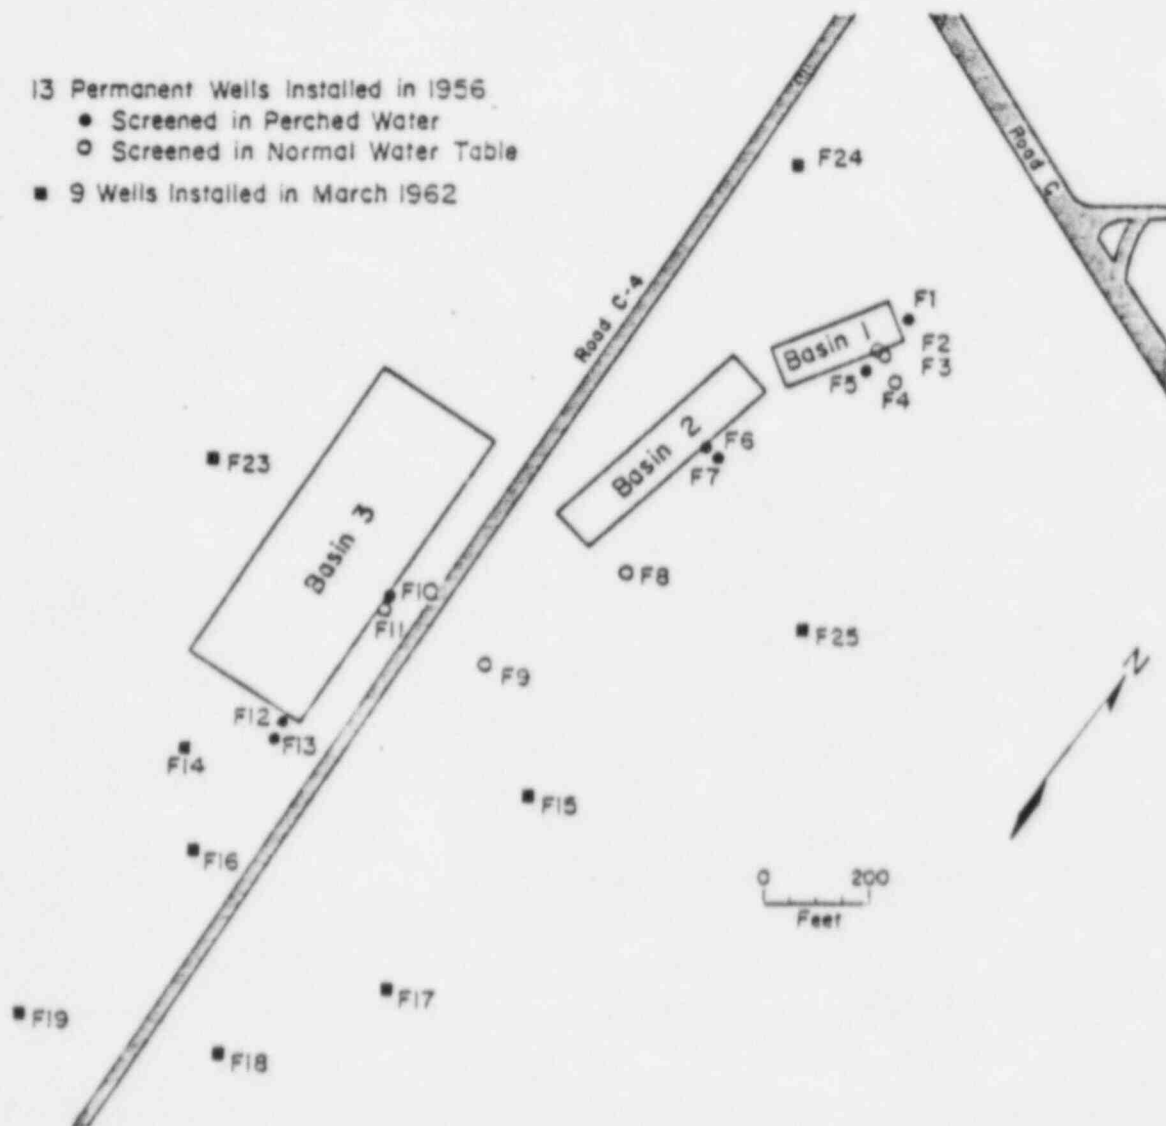 13 Permanent Wells Installed in 1956
Screened in Perched Water
Screened in Normal Water Table
9 Wells Installed in March 1962
F24
Road C
Road C-4
F1
Basin 1
F2
F3
F5
F4
F6
Basin 2
F7
F23
Basin 3
F8
F10
F11
F25
N
F9
F12
F13
F14
F15
F16
0 200
Feet
F17
F19
F18